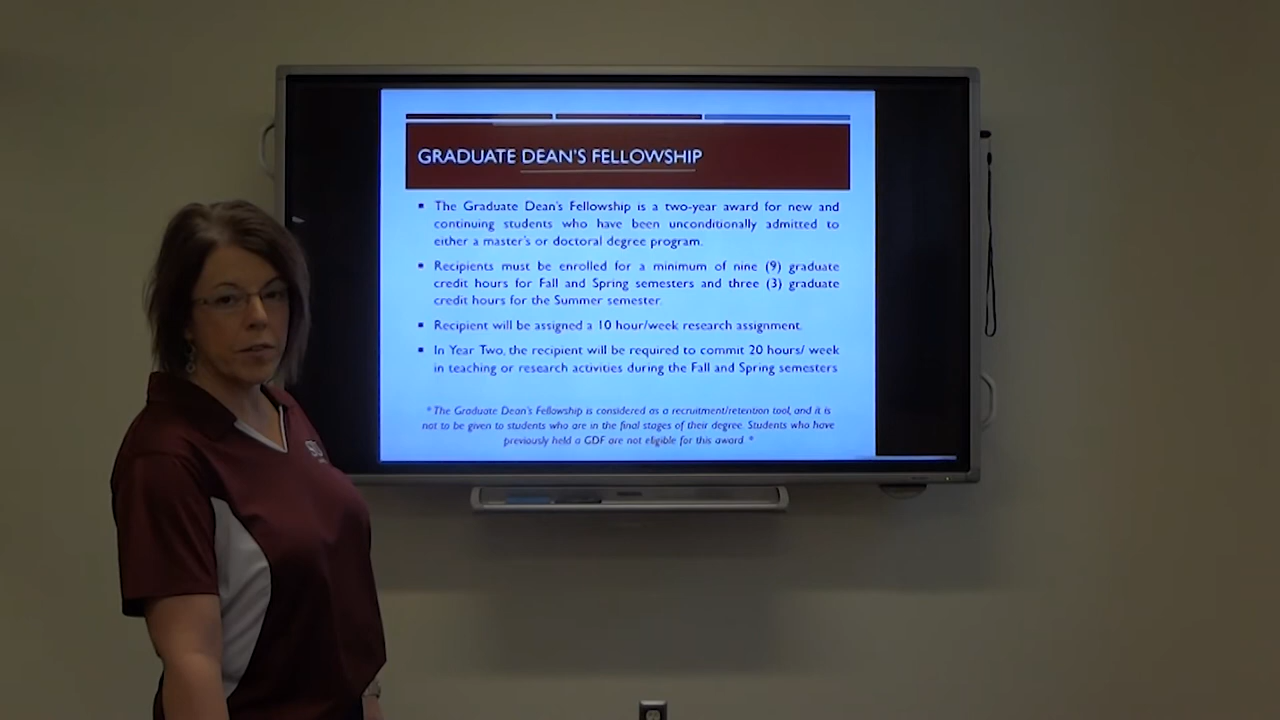 GRADUATE DEAN'S FELLOWSHIP
▪ The Graduate Dean's Fellowship is a two-year award for new and
continuing students who have been unconditionally admitted to
either a master's or doctoral degree program.
▪ Recipients must be enrolled for a minimum of nine (9) graduate
credit hours for Fall and Spring semesters and three (3) graduate
credit hours for the Summer semester.
▪ Recipient will be assigned a 10 hour/week research assignment.
▪ In Year Two, the recipient will be required to commit 20 hours/ week
in teaching or research activities during the Fall and Spring semesters
* The Graduate Dean's Fellowship is considered as a recruitment/retention tool, and it is
not to be given to students who are in the final stages of their degree. Students who have
previously held a GDF are not eligible for this award *